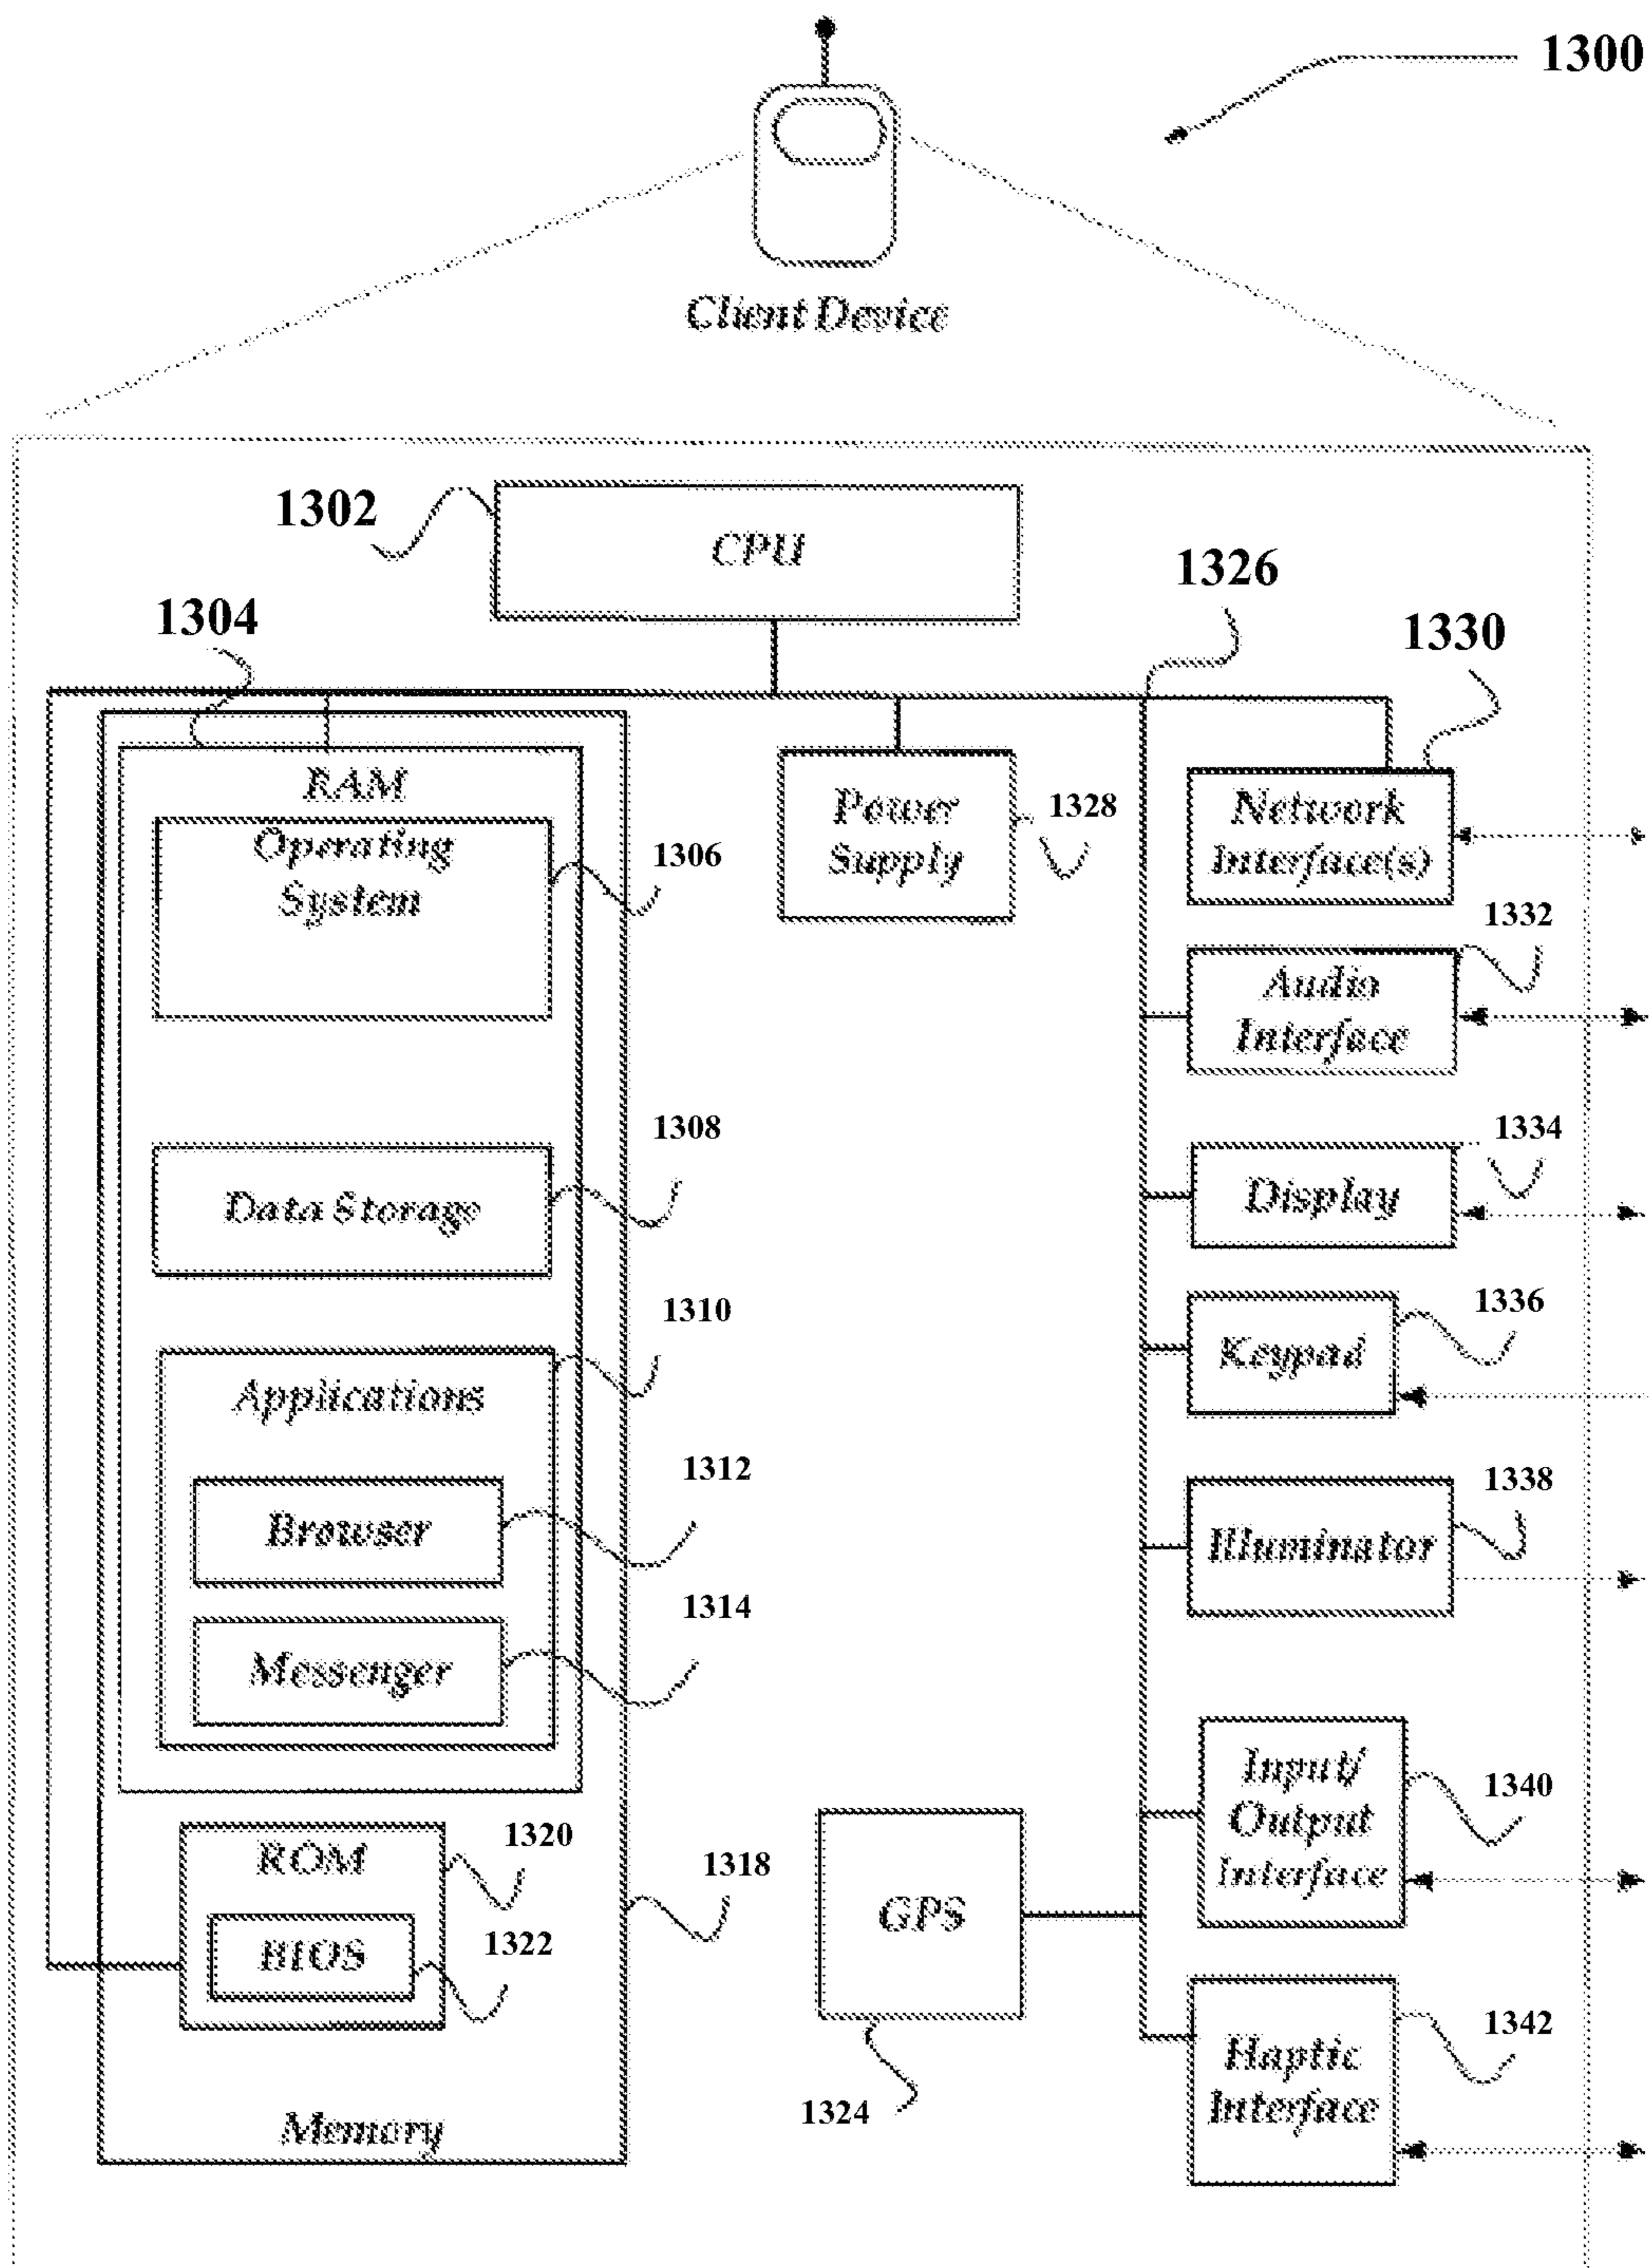 1300
Client Device
1302
CPU
1326
1304
1330
RAM
Operating
System
1306
Power
Supply
1328
Network
Interface(s)
1332
Audio
Interface
1308
Data Storage
1334
Display
1310
Applications
1336
Keypad
1312
Browser
1338
Illuminator
1314
Messenger
Input/
Output
Interface
1340
ROM
1320
1318
GPS
BIOS
1322
1324
Haptic
Interface
1342
Memory